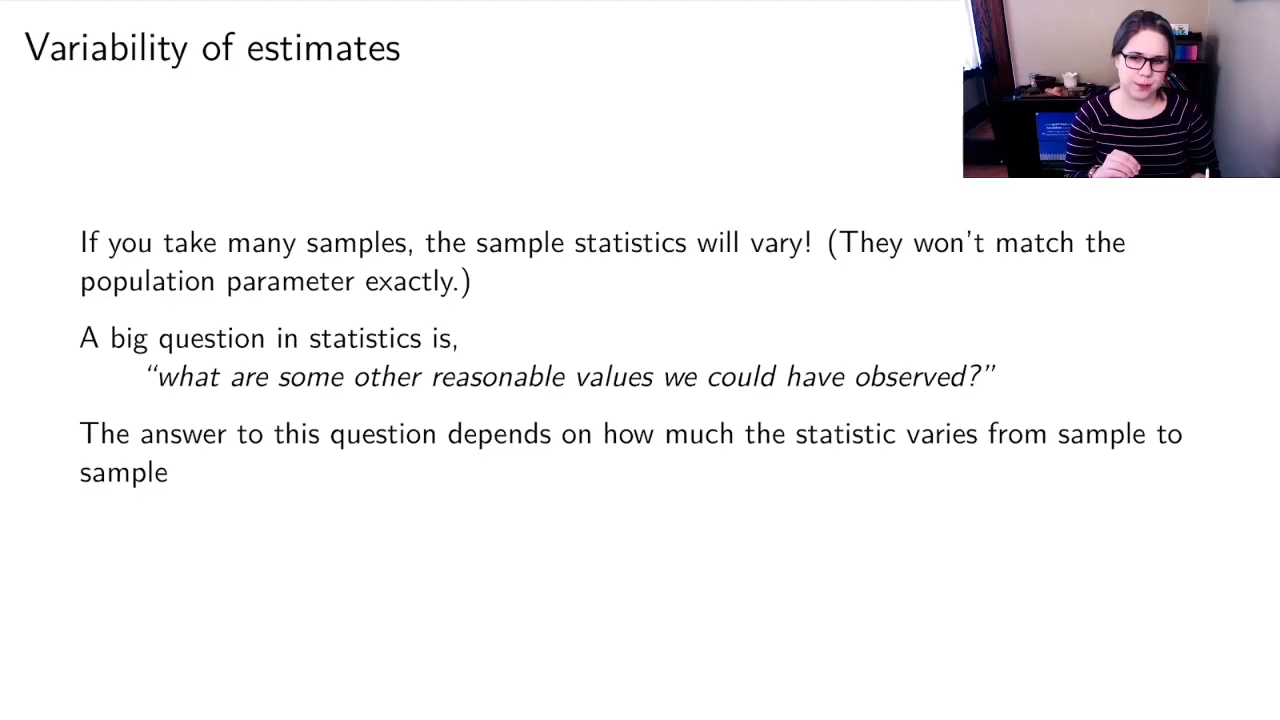 Variability of estimates
If you take many samples, the sample statistics will vary! (They won't match the
population parameter exactly.)
A big question in statistics is,
“what are some other reasonable values we could have observed?”
The answer to this question depends on how much the statistic varies from sample to
sample